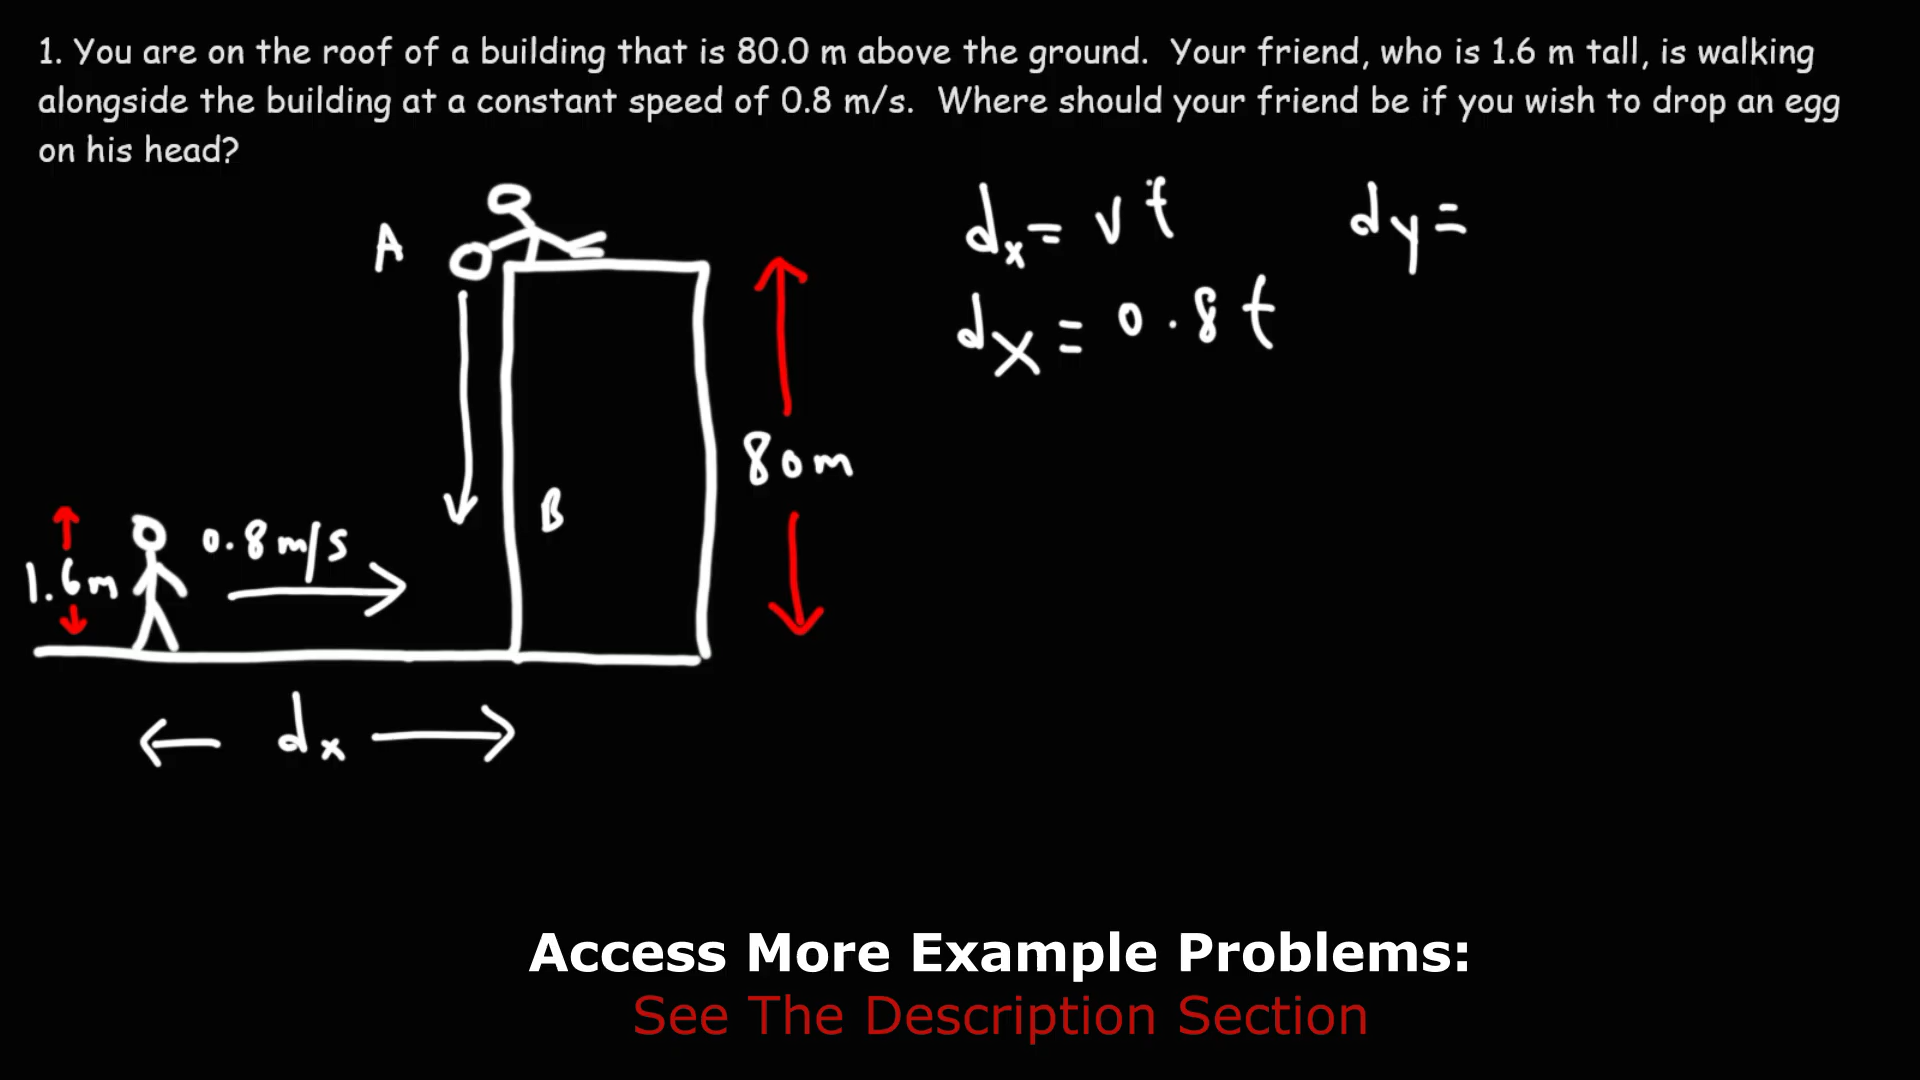 1. You are on the roof of a building that is 80.0 m above the ground. Your friend, who is 1.6 m tall, is walking
alongside the building at a constant speed of 0.8 m/s. Where should your friend be if you wish to drop an egg
on his head?
dx = vt
dy =
A
dx = 0.8t
80m
B
0.8m/s
1.6m
dx
Access More Example Problems:
See The Description Section